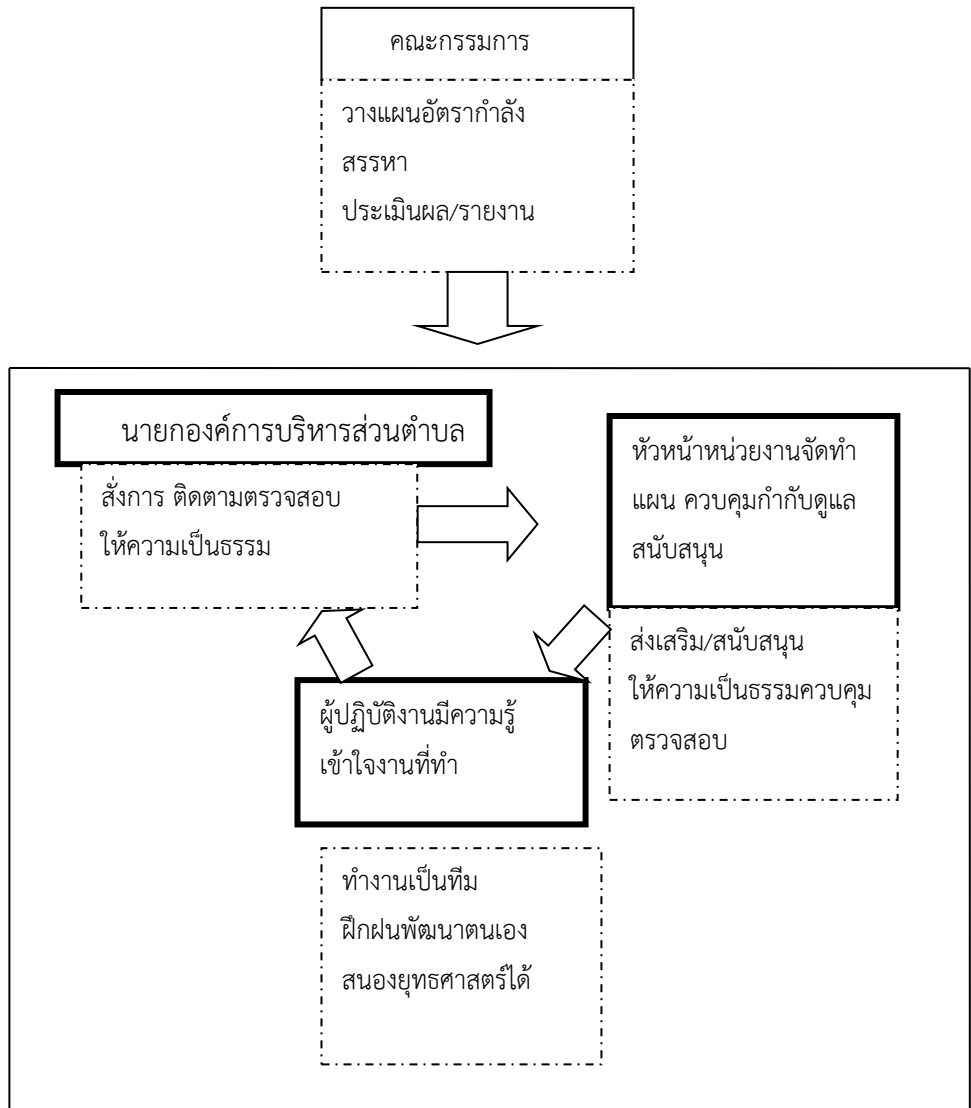 คณะกรรมการ
วางแผนอัตรากำลัง
สรรหา
ประเมินผล/รายงาน
นายกองค์การบริหารส่วนตำบล
สั่งการ ติดตามตรวจสอบ
ให้ความเป็นธรรม
หัวหน้าหน่วยงานจัดทำ
แผน ควบคุมกำกับดูแล
สนับสนุน
ส่งเสริม/สนับสนุน
ให้ความเป็นธรรมควบคุม
ตรวจสอบ
ผู้ปฏิบัติงานมีความรู้
เข้าใจงานที่ทำ
ทำงานเป็นทีม
ฝึกฝนพัฒนาตนเอง
สนองยุทธศาสตร์ได้